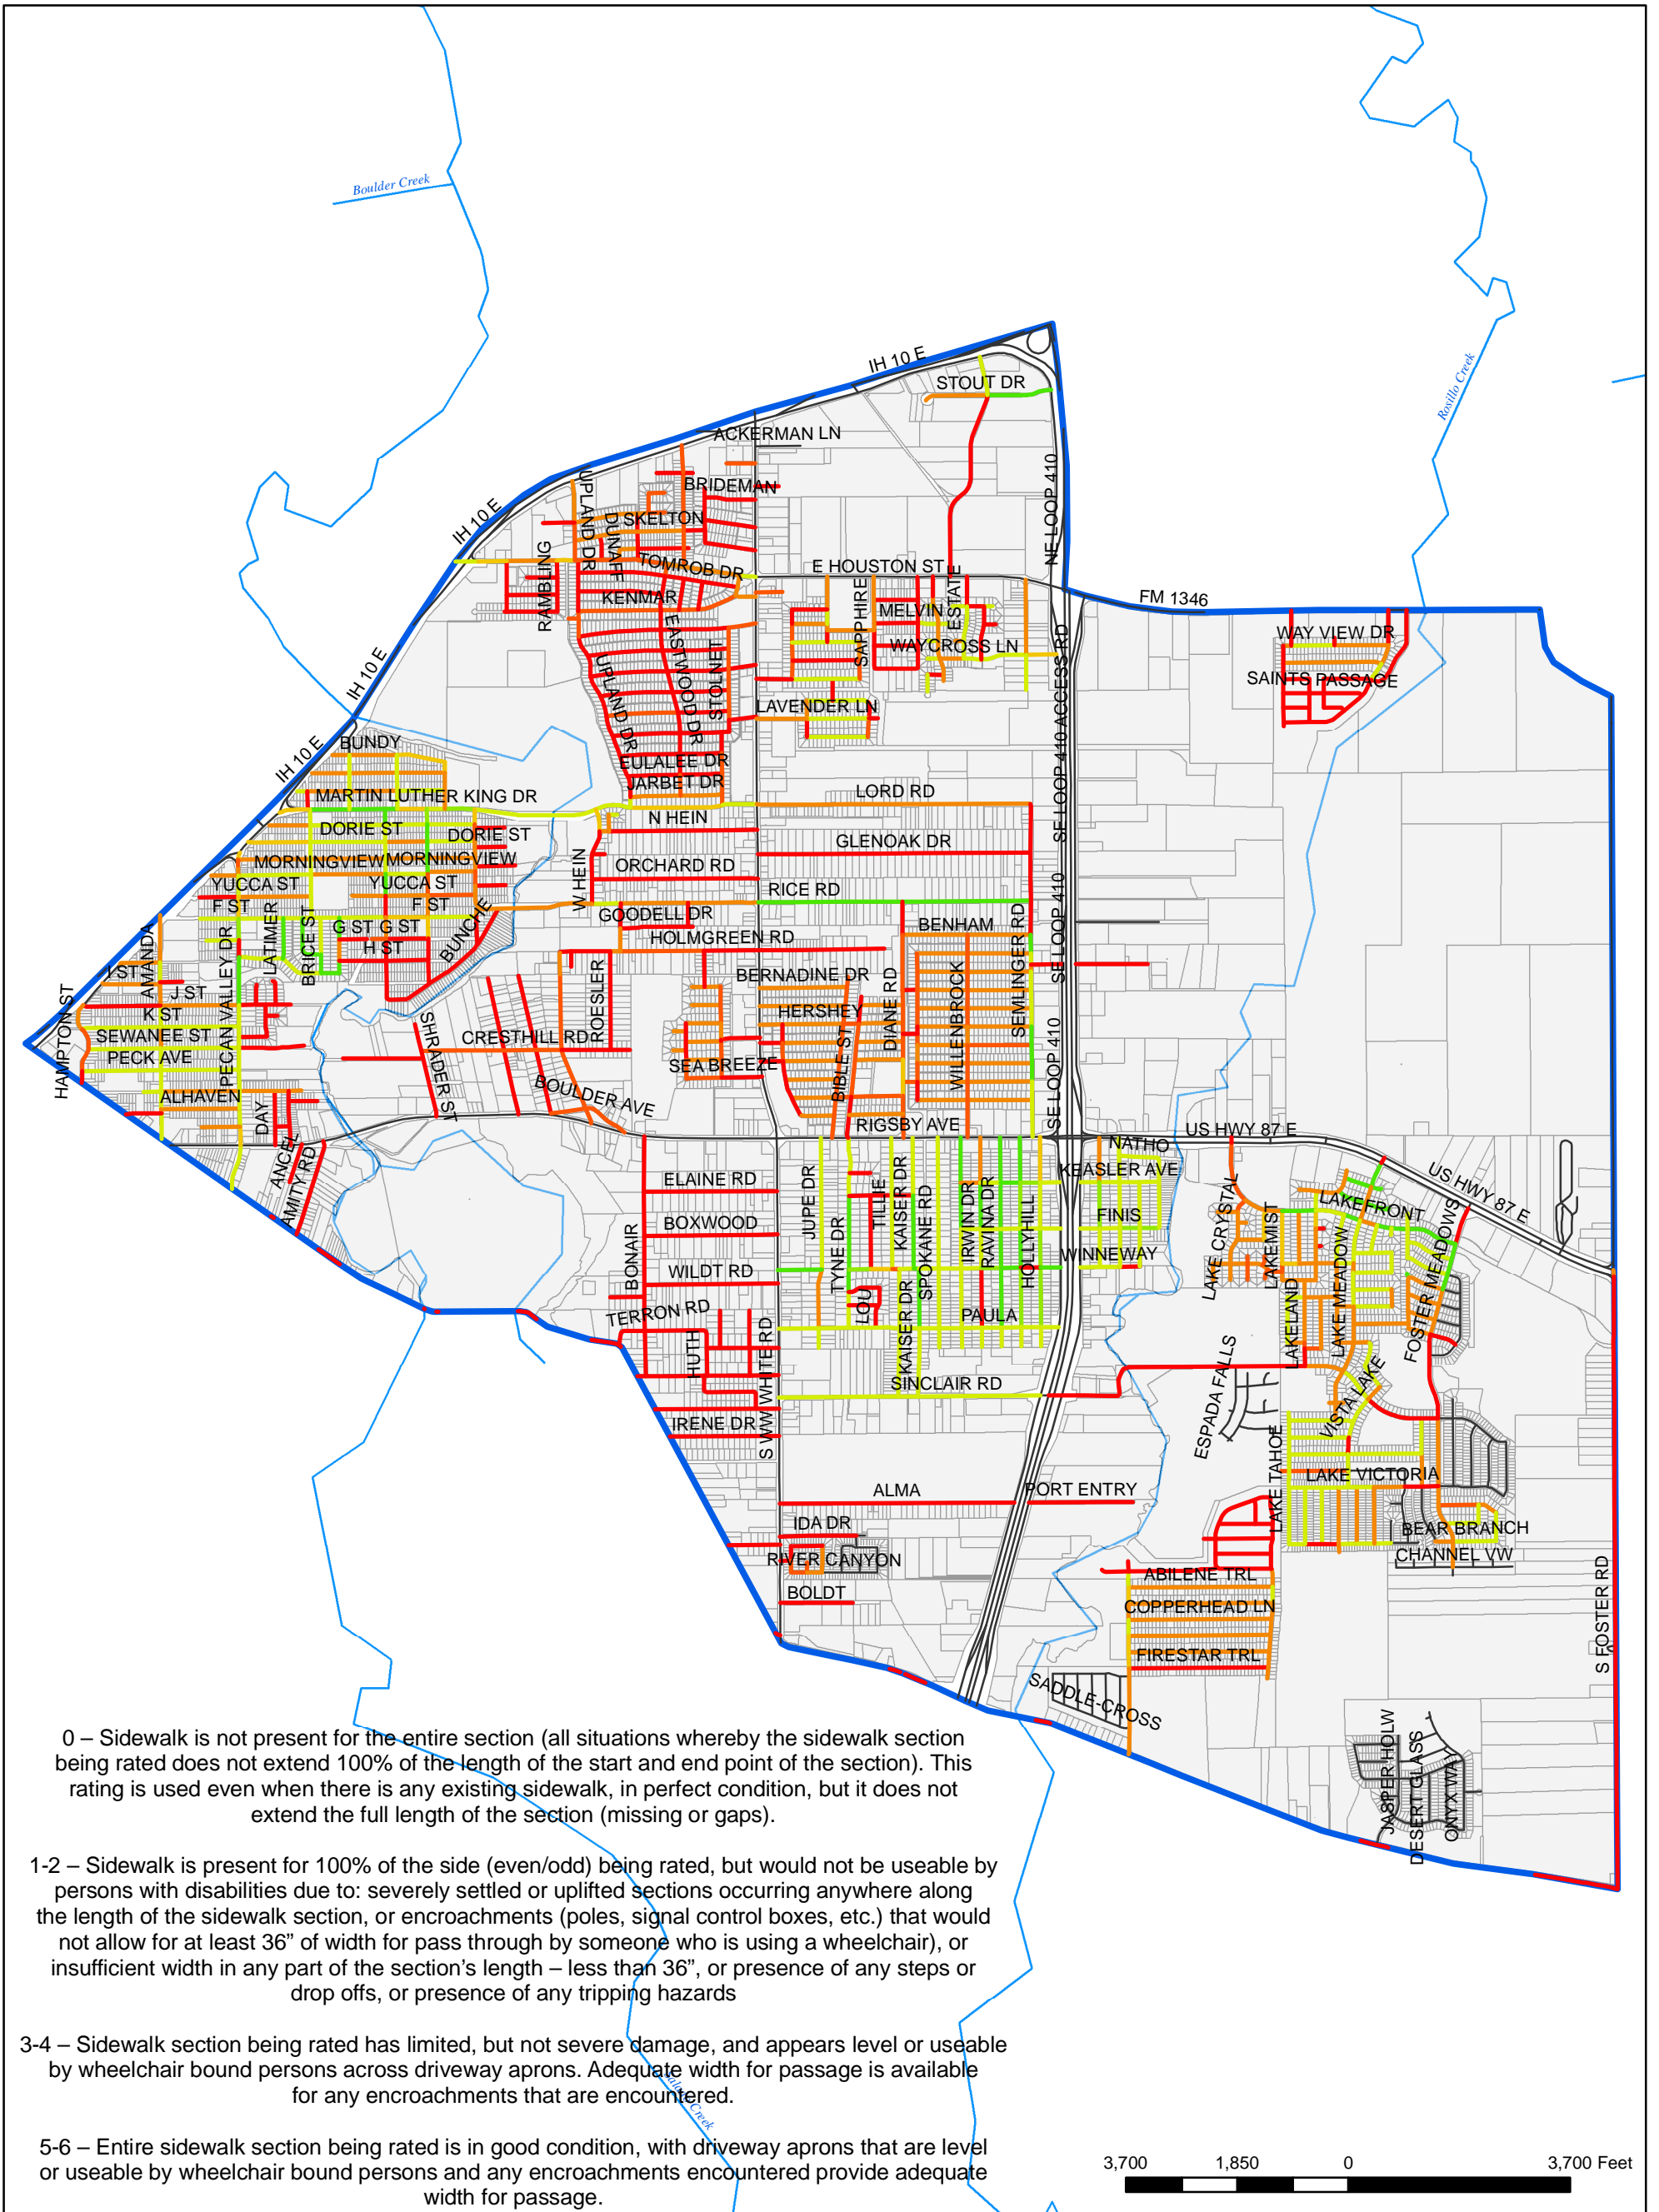 Boulder Creek
Rosillo Creek
IH 10 E
STOUT DR
ACKERMAN LN
NE LOOP 410
UPLAND DR
BRIDEMAN
IH 10 E
DUNAFF
SKELTON
RAMBLING
TOMROB DR
E HOUSTON ST
KENMAR
SAPPHIRE
MELVIN
ESTATE
FM 1346
EASTWOOD DR
STOLNET
WAYCROSS LN
WAY VIEW DR
IH 10 E
UPLAND DR
SAINTS PASSAGE
LAVENDER LN
SE LOOP 410 ACCESS RD
BUNDY
IH 10 E
EULALEE DR
JARBET DR
MARTIN LUTHER KING DR
LORD RD
SE LOOP 410
N HEIN
DORIE ST
DORIE ST
GLENOAK DR
MORNINGVIEW
MORNINGVIEW
ORCHARD RD
YUCCA ST
YUCCA ST
W HEIN
RICE RD
F ST
F ST
GOODELL DR
LATIMER
BRICE ST
G ST
G ST
BUNCHE
BENHAM
SE LOOP 410
AMANDA
H ST
HOLMGREEN RD
SEMLINGER RD
PECAN VALLEY DR
I ST
J ST
BERNADINE DR
DIANE RD
WILLENBROCK
HAMPTON ST
K ST
ROESLER
HERSHEY
SEWANEE ST
SHRADER ST
CRESTHILL RD
BIBLE ST
PECK AVE
SEA BREEZE
SE LOOP 410
ALHAVEN
BOULDER AVE
DAY
RIGSBY AVE
US HWY 87 E
ANCEL
NATHO
AMITY RD
ELAINE RD
JUPE DR
KEASLER AVE
US HWY 87 E
TILLIE
KAISER DR
SPOKANE RD
IRWIN DR
RAVINA DR
HOLLYHILL
LAKE CRYSTAL
LAKEMIST
LAKEFRONT
BOXWOOD
TYNE DR
FINIS
LAKE MEADOW
FOSTER MEADOWS
BONAIR
WILDT RD
WINNEWAY
TERRON RD
LOU
PAULA
LAKELAND
HUTH
S WW WHITE RD
KAISER DR
ESPADA FALLS
SINCLAIR RD
VISTA LAKE
IRENE DR
LAKE TAHOE
LAKE VICTORIA
ALMA
PORT ENTRY
IDA DR
BEAR BRANCH
RIVER CANYON
CHANNEL VW
BOLDT
ABILENE TRL
COPPERHEAD LN
S FOSTER RD
FIRESTAR TRL
SADDLE-CROSS
JASPER HOLW
DESERT GLASS
ONYX WAY
0 – Sidewalk is not present for the entire section (all situations whereby the sidewalk section
being rated does not extend 100% of the length of the start and end point of the section). This
rating is used even when there is any existing sidewalk, in perfect condition, but it does not
extend the full length of the section (missing or gaps).
1-2 – Sidewalk is present for 100% of the side (even/odd) being rated, but would not be useable by
persons with disabilities due to: severely settled or uplifted sections occurring anywhere along
the length of the sidewalk section, or encroachments (poles, signal control boxes, etc.) that would
not allow for at least 36” of width for pass through by someone who is using a wheelchair), or
insufficient width in any part of the section’s length – less than 36”, or presence of any steps or
drop offs, or presence of any tripping hazards
3-4 – Sidewalk section being rated has limited, but not severe damage, and appears level or useable
by wheelchair bound persons across driveway aprons. Adequate width for passage is available
for any encroachments that are encountered.
Salado Creek
5-6 – Entire sidewalk section being rated is in good condition, with driveway aprons that are level
or useable by wheelchair bound persons and any encroachments encountered provide adequate
width for passage.
3,700 1,850 0 3,700 Feet